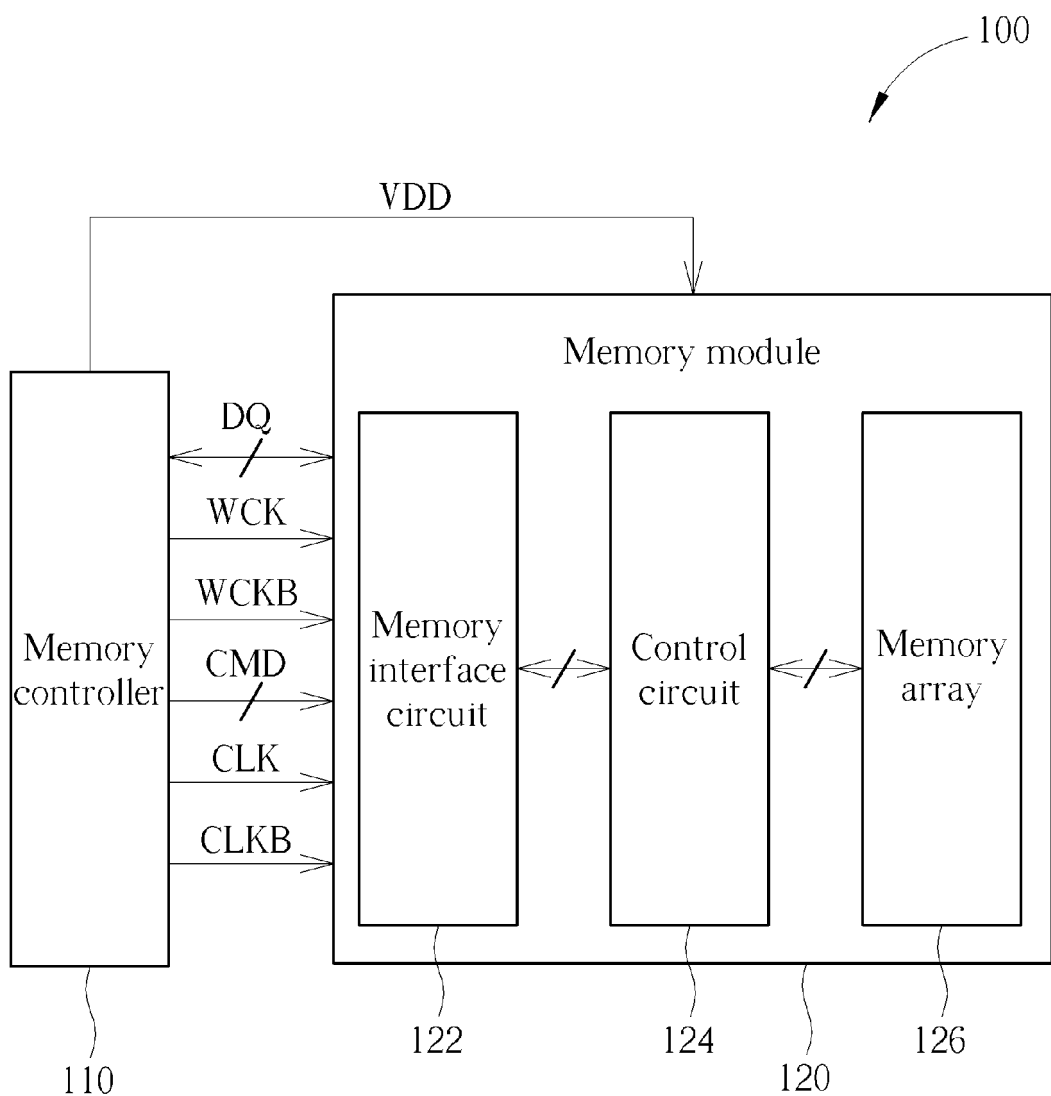 100
VDD
Memory module
DQ
WCK
WCKB
CMD
CLK
CLKB
Memory
controller
Memory
interface
circuit
Control
circuit
Memory
array
122
124
126
120
110